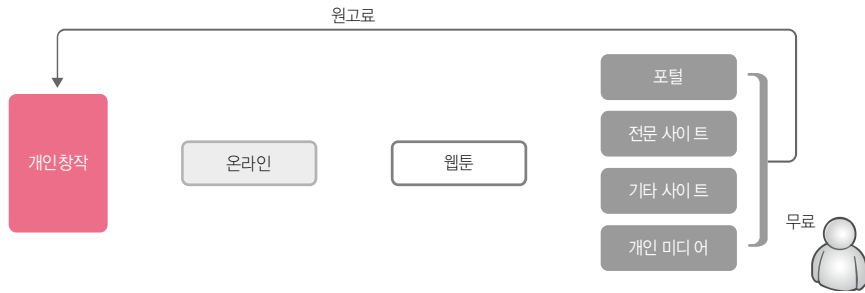 원고료
개인창작
온라인
웹툰
포털
전문 사이트
기타 사이트
개인 미디어
무료